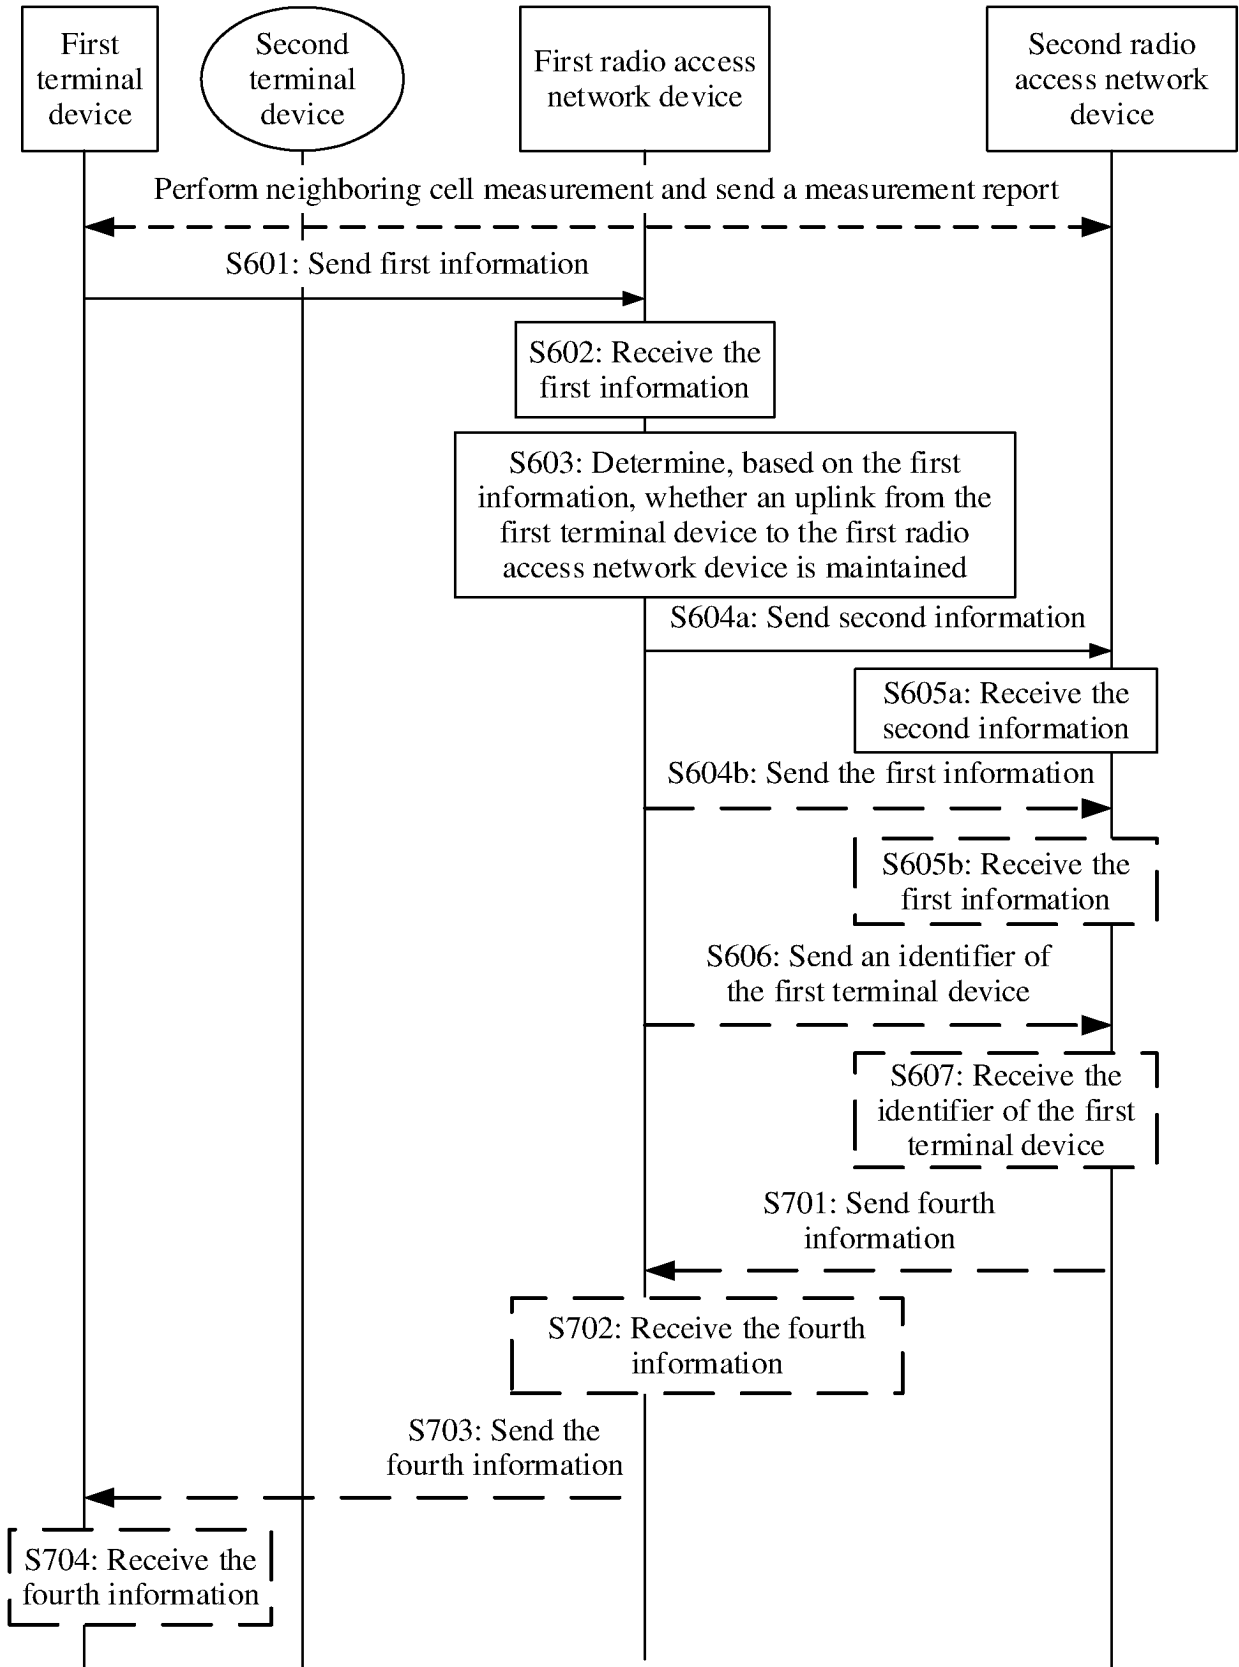 First
terminal
device
Second
terminal
device
First radio access
network device
Second radio
access network
device
Perform neighboring cell measurement and send a measurement report
S601: Send first information
S602: Receive the
first information
S603: Determine, based on the first
information, whether an uplink from the
first terminal device to the first radio
access network device is maintained
S604a: Send second information
S605a: Receive the
second information
S604b: Send the first information
S605b: Receive the
first information
S606: Send an identifier of
the first terminal device
S607: Receive the
identifier of the first
terminal device
S701: Send fourth
information
S702: Receive the fourth
information
S703: Send the
fourth information
S704: Receive the
fourth information